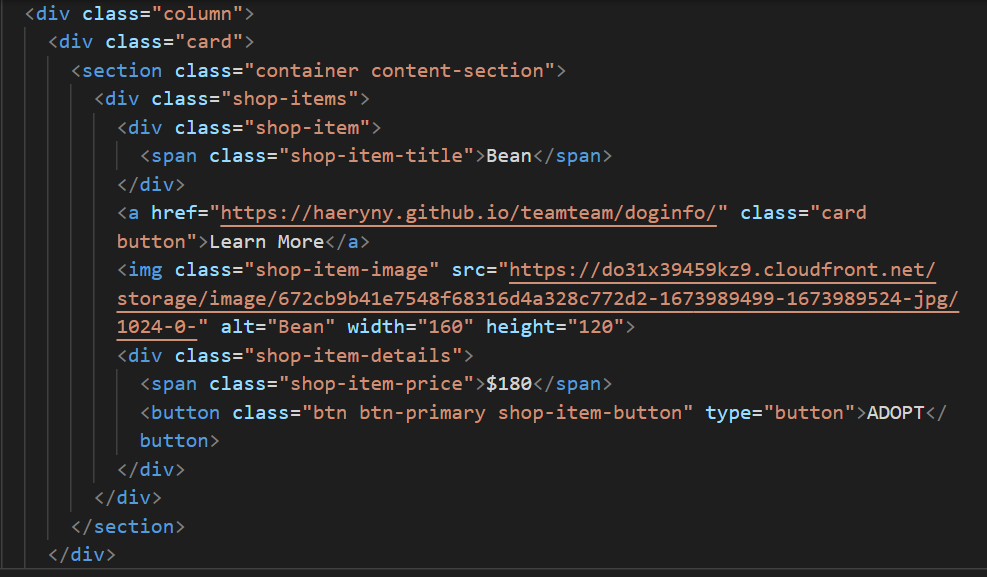 <div class="column">
<div class="card">
<section class="container content-section">
<div class="shop-items">
<div class="shop-item">
<span class="shop-item-title">Bean</span>
</div>
<a href="https://haeryny.github.io/teamteam/doginfo/" class="card
button">Learn More</a>
<img class="shop-item-image" src="https://do31x39459kz9.cloudfront.net/
storage/image/672cb9b41e7548f68316d4a328c772d2-1673989499-1673989524-jpg/
1024-0-" alt="Bean" width="160" height="120">
<div class="shop-item-details">
<span class="shop-item-price">$180</span>
<button class="btn btn-primary shop-item-button" type="button">ADOPT</
button>
</div>
</div>
</section>
</div>